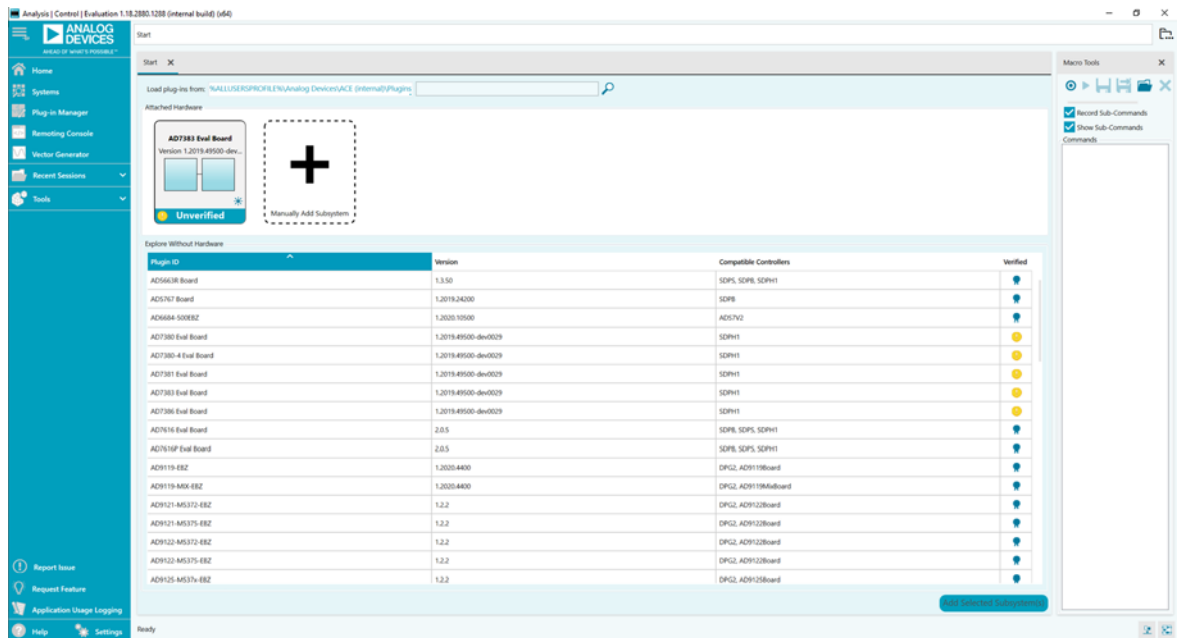 Analysis | Control | Evaluation 1.18.2880.1288 (internal build) (x64)
ANALOG
DEVICES
AHEAD OF WHAT'S POSSIBLE™
Start
Home
Systems
Plug-in Manager
Remoting Console
Vector Generator
Recent Sessions
Tools
Report Issue
Request Feature
Application Usage Logging
Help Settings
Start
Load plug-ins from: %ALLUSERSPROFILE%\Analog Devices\ACE (internal)\Plugins
Attached Hardware
AD7383 Eval Board
Version 1.2019.49500-dev...
Unverified
Manually Add Subsystem
Explore Without Hardware
Plugin ID Version Compatible Controllers Verified
AD5663R Board 1.3.50 SDPS, SDPB, SDPH1
AD5767 Board 1.2019.24200 SDPB
AD6684-500EBZ 1.2020.10500 ADS7V2
AD7380 Eval Board 1.2019.49500-dev0029 SDPH1
AD7380-4 Eval Board 1.2019.49500-dev0029 SDPH1
AD7381 Eval Board 1.2019.49500-dev0029 SDPH1
AD7383 Eval Board 1.2019.49500-dev0029 SDPH1
AD7386 Eval Board 1.2019.49500-dev0029 SDPH1
AD7616 Eval Board 2.0.5 SDPB, SDPS, SDPH1
AD7616P Eval Board 2.0.5 SDPB, SDPS, SDPH1
AD9119-EBZ 1.2020.4400 DPG2, AD9119Board
AD9119-MIX-EBZ 1.2020.4400 DPG2, AD9119MixBoard
AD9121-M5372-EBZ 1.2.2 DPG2, AD9122Board
AD9121-M5375-EBZ 1.2.2 DPG2, AD9122Board
AD9122-M5372-EBZ 1.2.2 DPG2, AD9122Board
AD9122-M5375-EBZ 1.2.2 DPG2, AD9122Board
AD9125-M537x-EBZ 1.2.2 DPG2, AD9125Board
Add Selected Subsystem(s)
Ready
Macro Tools
Record Sub-Commands
Show Sub-Commands
Commands